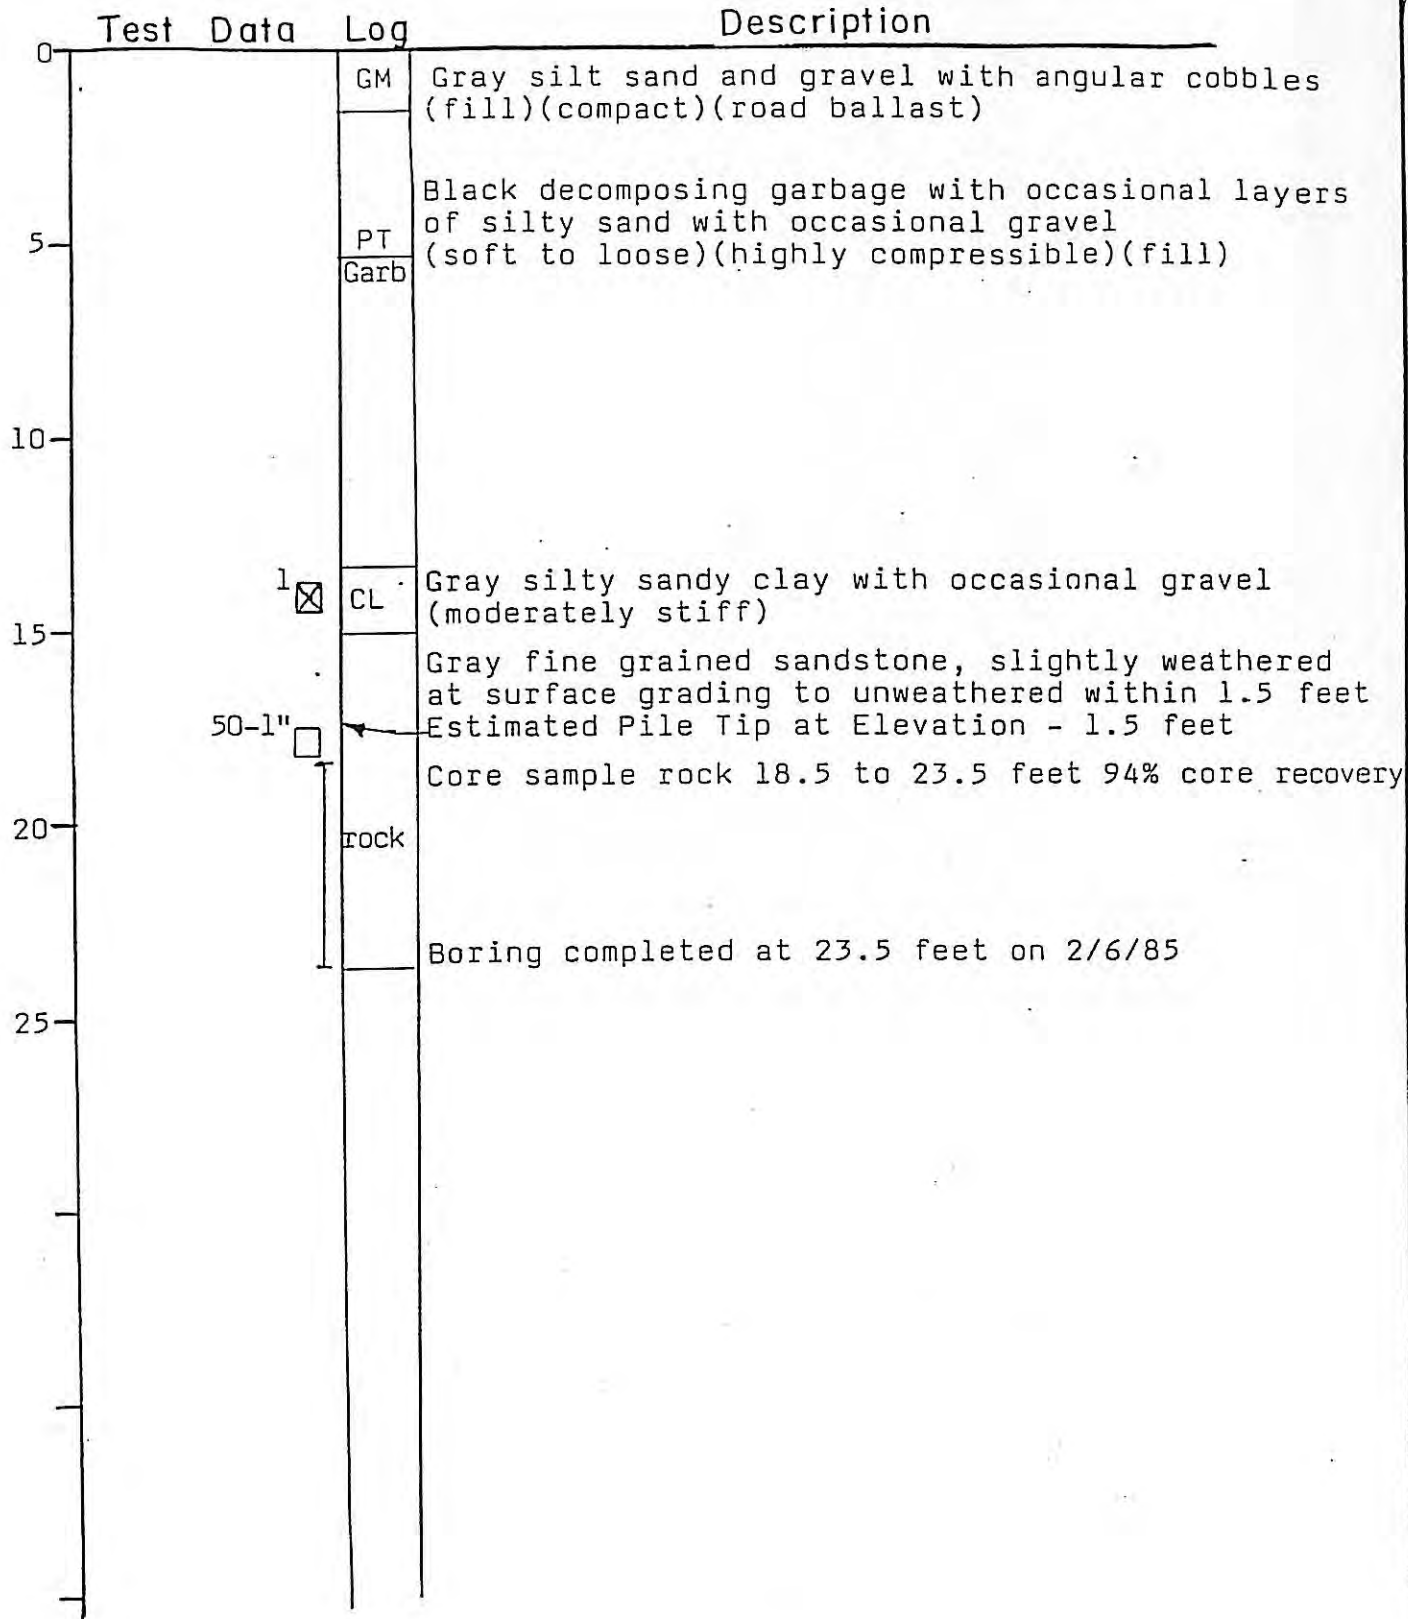 Test Data Log Description
0
GM Gray silt sand and gravel with angular cobbles
(fill)(compact)(road ballast)
Black decomposing garbage with occasional layers
of silty sand with occasional gravel
5 PT (soft to loose)(highly compressible)(fill)
Garb
10
1 CL Gray silty sandy clay with occasional gravel
(moderately stiff)
15
Gray fine grained sandstone, slightly weathered
at surface grading to unweathered within 1.5 feet
50-1" Estimated Pile Tip at Elevation - 1.5 feet
Core sample rock 18.5 to 23.5 feet 94% core recovery
20 rock
Boring completed at 23.5 feet on 2/6/85
25